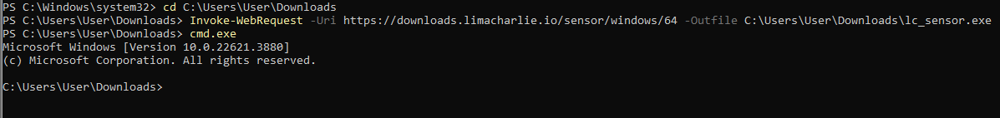 PS C:\Windows\system32> cd C:\Users\User\Downloads
PS C:\Users\User\Downloads> Invoke-WebRequest -Uri https://downloads.limacharlie.io/sensor/windows/64 -Outfile C:\Users\User\Downloads\lc_sensor.exe
PS C:\Users\User\Downloads> cmd.exe
Microsoft Windows [Version 10.0.22621.3880]
(c) Microsoft Corporation. All rights reserved.
C:\Users\User\Downloads>